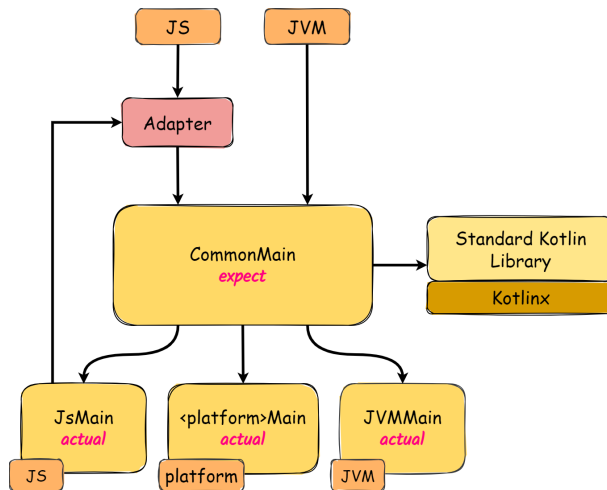 JS
JVM
Adapter
CommonMain
expect
Standard Kotlin
Library
Kotlinx
JsMain
actual
JS
<platform>Main
actual
platform
JVMMain
actual
JVM